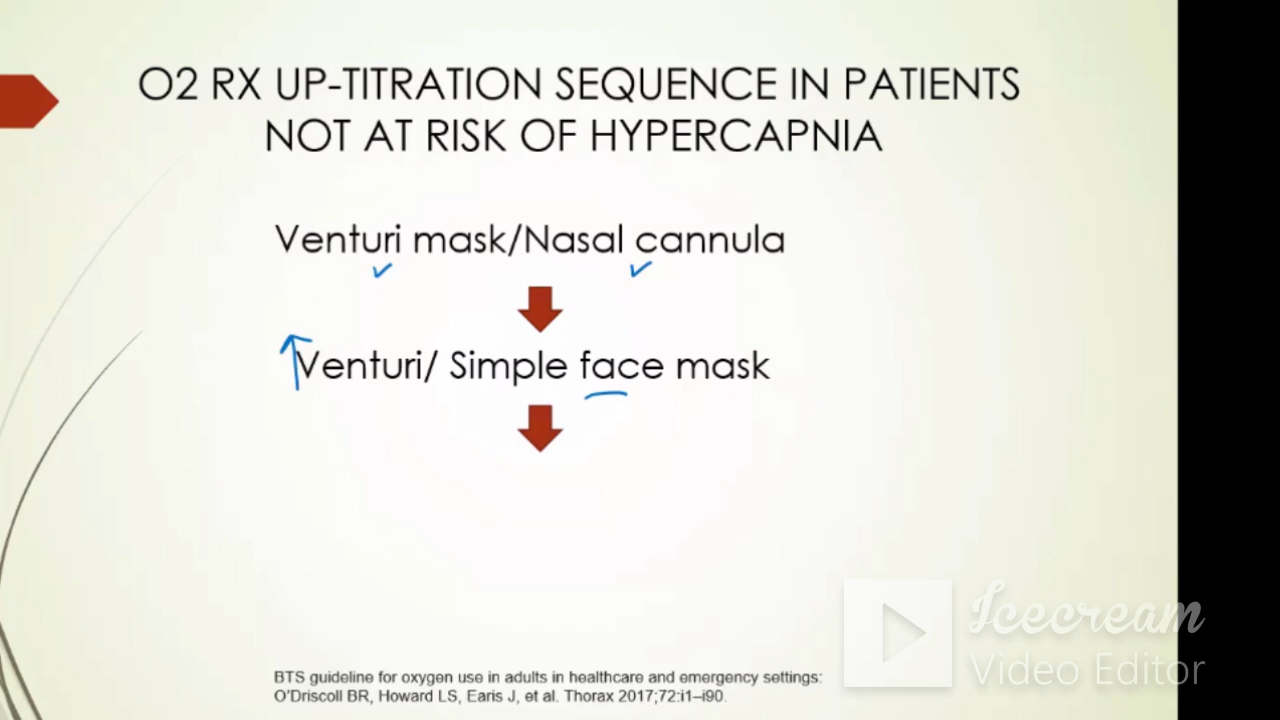 O2 RX UP-TITRATION SEQUENCE IN PATIENTS
NOT AT RISK OF HYPERCAPNIA
Venturi mask/Nasal cannula
Venturi/ Simple face mask
BTS guideline for oxygen use in adults in healthcare and emergency settings:
O'Driscoll BR, Howard LS, Earis J, et al. Thorax 2017;72:i1–i90.
Icecream
Video Editor